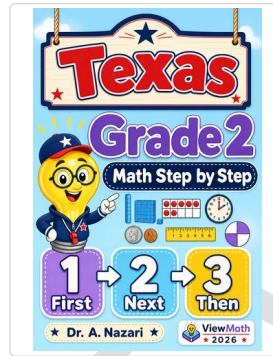 Texas
Grade 2
Math Step by Step
1 2 3
First Next Then
Dr. A. Nazari
ViewMath
2026